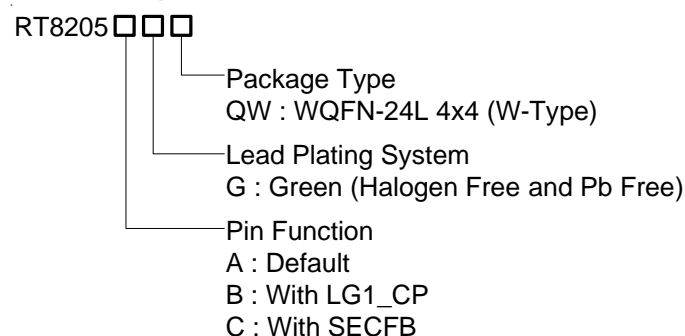 RT8205
Package Type
QW : WQFN-24L 4x4 (W-Type)
Lead Plating System
G : Green (Halogen Free and Pb Free)
Pin Function
A : Default
B : With LG1_CP
C : With SECFB